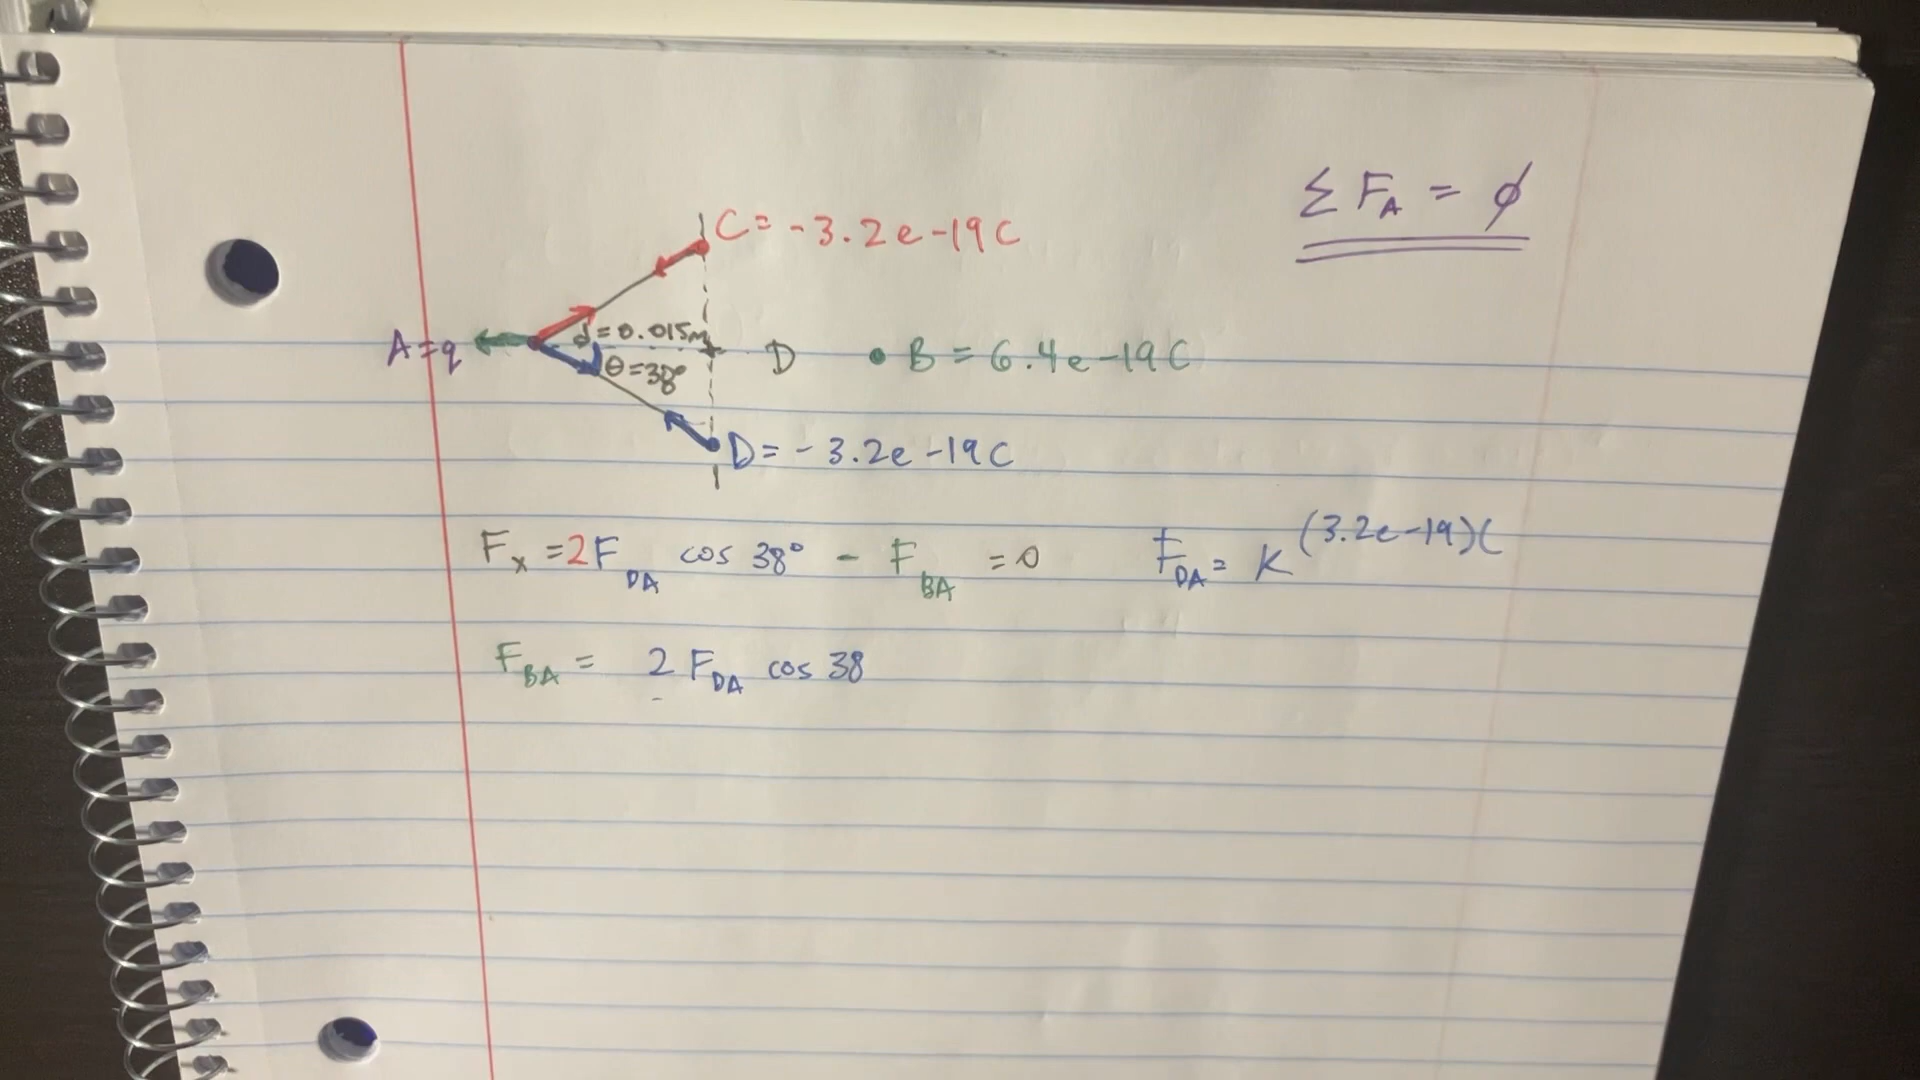 ΣF_A = ∅
C = -3.2e-19C
d = 0.015m
A = q
D
B = 6.4e-19C
θ = 38°
D = -3.2e-19C
F_x = 2F_DA cos 38° - F_BA = 0
F_DA = K (3.2e-19)(
F_BA = 2 F_DA cos 38